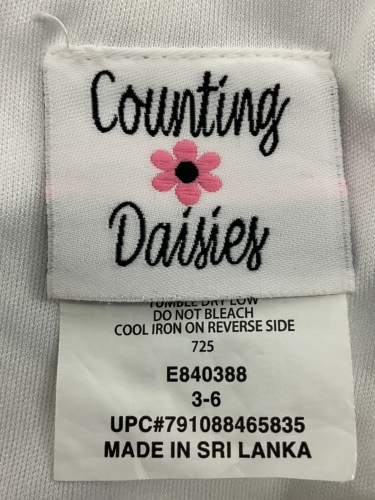 Counting
Daisies
TUMBLE DRY LOW
DO NOT BLEACH
COOL IRON ON REVERSE SIDE
725
E840388
3-6
UPC#791088465835
MADE IN SRI LANKA